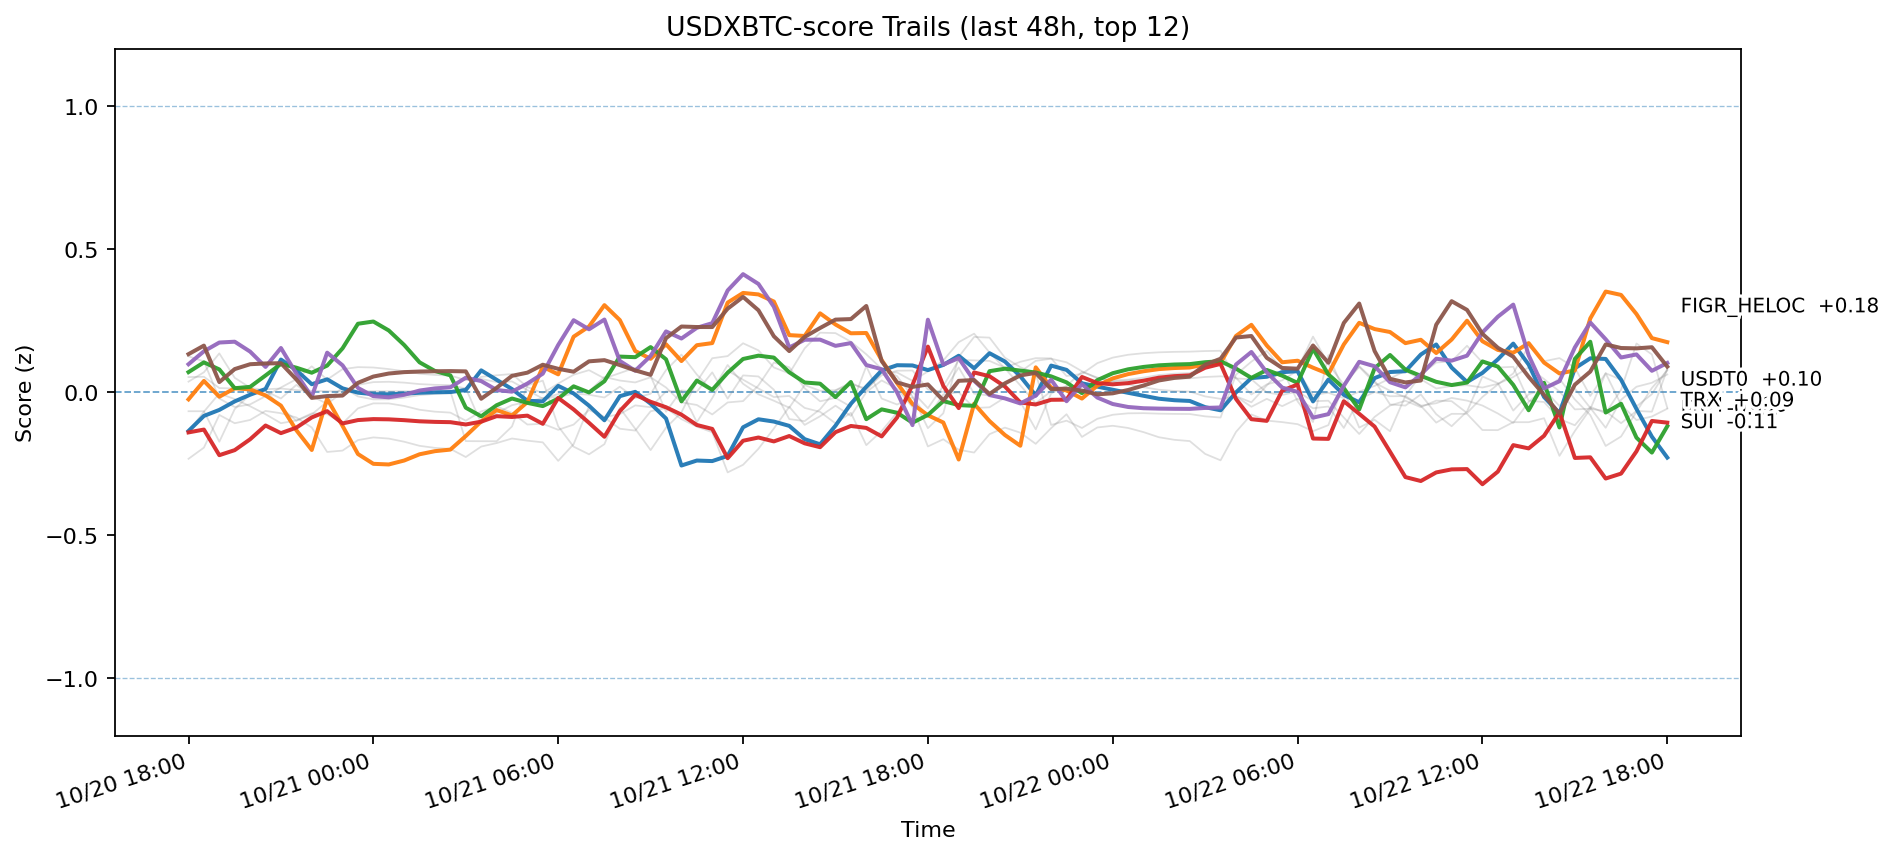 USDXBTC-score Trails (last 48h, top 12)
1.0
0.5
0.0
−0.5
−1.0
Score (z)
FIGR_HELOC +0.18
USDT0 +0.10
TRX +0.09
SUI -0.11
10/20 18:00
10/21 00:00
10/21 06:00
10/21 12:00
10/21 18:00
10/22 00:00
10/22 06:00
10/22 12:00
10/22 18:00
Time